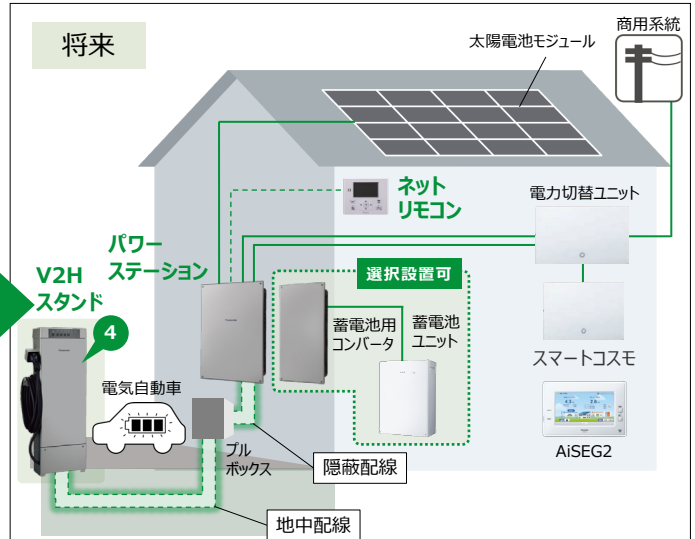 将来
商用系統
太陽電池モジュール
ネット
リモコン
電力切替ユニット
パワー
ステーション
選択設置可
V2H
スタンド
4
蓄電池用
コンバータ
蓄電池
ユニット
スマートコスモ
電気自動車
プル
ボックス
隠蔽配線
AiSEG2
地中配線